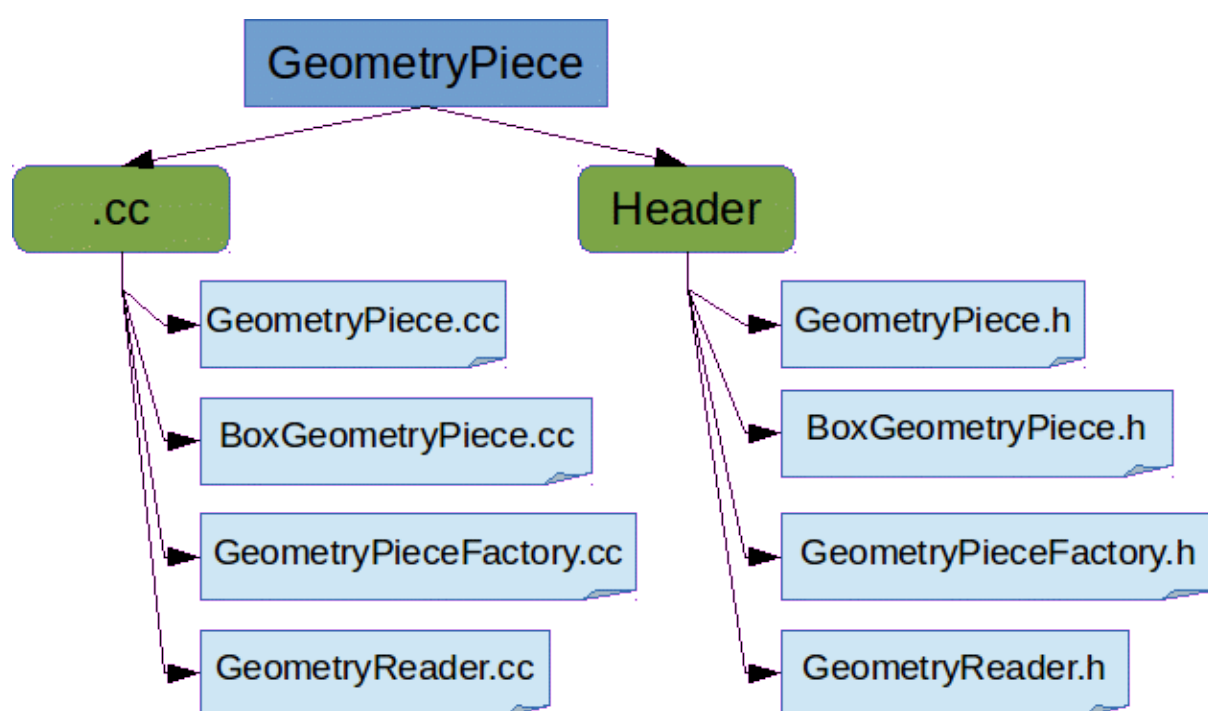 GeometryPiece
.cc
Header
GeometryPiece.cc
BoxGeometryPiece.cc
GeometryPieceFactory.cc
GeometryReader.cc
GeometryPiece.h
BoxGeometryPiece.h
GeometryPieceFactory.h
GeometryReader.h